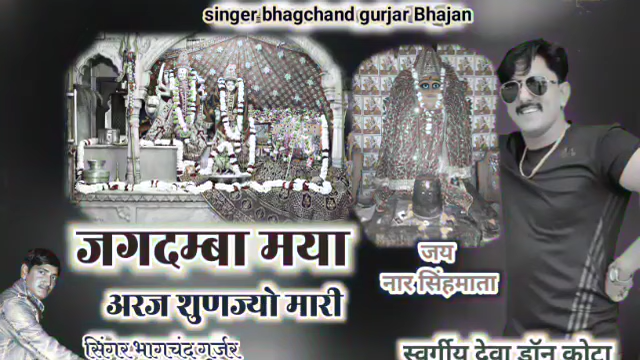 singer bhagchand gurjar Bhajan
जगदम्बा मया
अरज शुणज्यो मारी
जय
नार सिंहमाता
सिंगर भागचंद गुर्जर
स्वर्गीय देवा डॉन कोटा